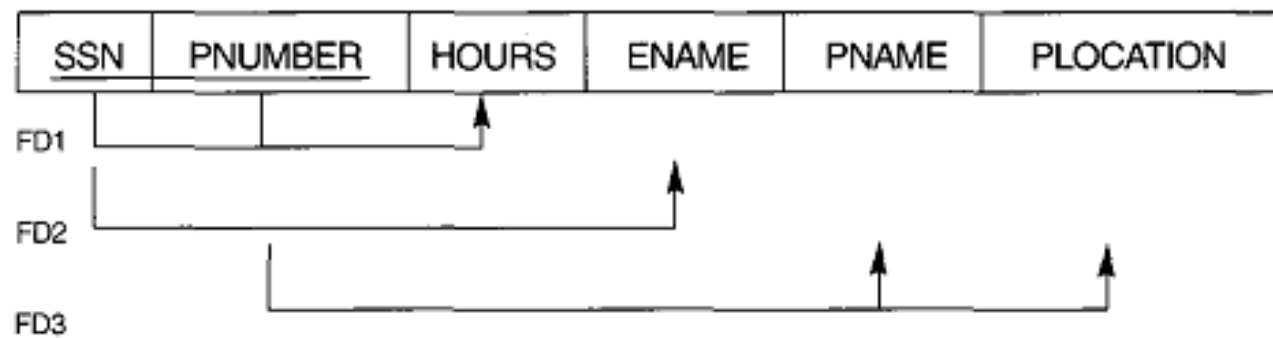 SSN PNUMBER HOURS ENAME PNAME PLOCATION
FD1
FD2
FD3